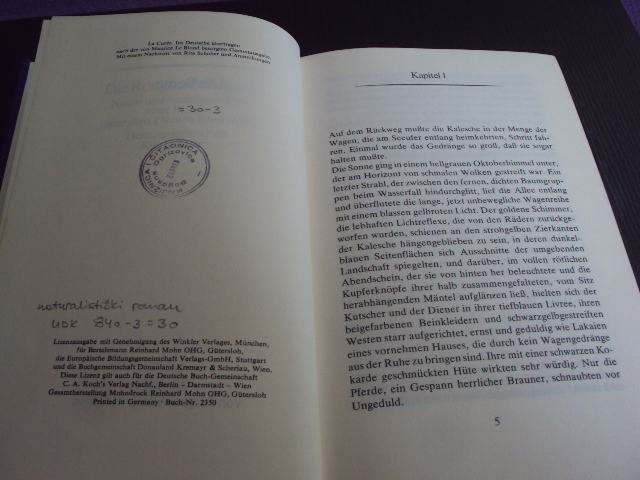 La Curée. Ins Deutsche übertragen
nach der von Maurice Le Blond besorgten Gesamtausgabe.
Mit einem Nachwort von Rita Schober und Anmerkungen
=30-3
I ČITAONICA
naturalistički roman
UDK 840-3=30
Lizenzausgabe mit Genehmigung des Winkler Verlages, München,
für Bertelsmann Reinhard Mohn OHG, Gütersloh,
die Europäische Bildungsgemeinschaft Verlags-GmbH, Stuttgart
und die Buchgemeinschaft Donauland Kremayr & Scheriau, Wien.
Diese Lizenz gilt auch für die Deutsche Buch-Gemeinschaft
C. A. Koch's Verlag Nachf., Berlin – Darmstadt – Wien
Gesamtherstellung Mohndruck Reinhard Mohn OHG, Gütersloh
Printed in Germany · Buch-Nr. 2350
Kapitel 1
Auf dem Rückweg mußte die Kalesche in der Menge der
Wagen, die am Seeufer entlang heimkehrten, Schritt fah-
ren. Einmal wurde das Gedränge so groß, daß sie sogar
halten mußte.
Die Sonne ging in einem hellgrauen Oktoberhimmel unter,
der am Horizont von schmalen Wolken gestreift war. Ein
letzter Strahl, der zwischen den fernen, dichten Baumgrup-
pen beim Wasserfall hindurchglitt, lief die Allee entlang
und überflutete die lange, jetzt unbewegliche Wagenreihe
mit einem blassen gelbroten Licht. Der goldene Schimmer,
die lebhaften Lichtreflexe, die von den Rädern zurückge-
worfen wurden, schienen an den strohgelben Zierkanten
der Kalesche hängengeblieben zu sein, in deren dunkel-
blauen Seitenflächen sich Ausschnitte der umgebenden
Landschaft spiegelten, und darüber, im vollen rötlichen
Abendschein, der sie von hinten her beleuchtete und die
Kupferknöpfe ihrer halb zusammengefalteten, vom Sitz
herabhängenden Mäntel aufglänzen ließ, hielten sich der
Kutscher und der Diener in ihrer tiefblauen Livree, ihren
beigefarbenen Beinkleidern und schwarzgelbgestreiften
Westen starr aufgerichtet, ernst und geduldig wie Lakaien
eines vornehmen Hauses, die durch kein Wagengedränge
aus der Ruhe zu bringen sind. Ihre mit einer schwarzen Ko-
karde geschmückten Hüte wirkten sehr würdig. Nur die
Pferde, ein Gespann herrlicher Brauner, schnaubten vor
Ungeduld.
5